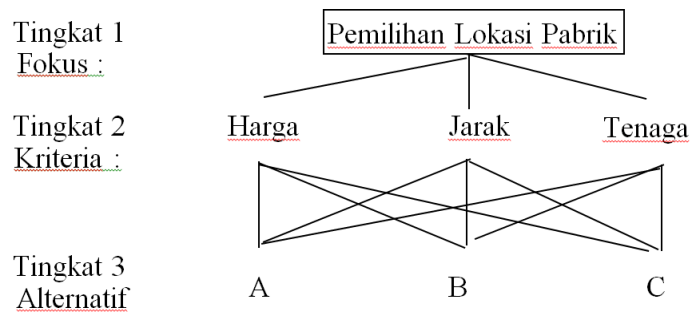 Tingkat 1
Fokus :
Pemilihan Lokasi Pabrik
Tingkat 2
Kriteria :
Harga
Jarak
Tenaga
Tingkat 3
Alternatif
A
B
C